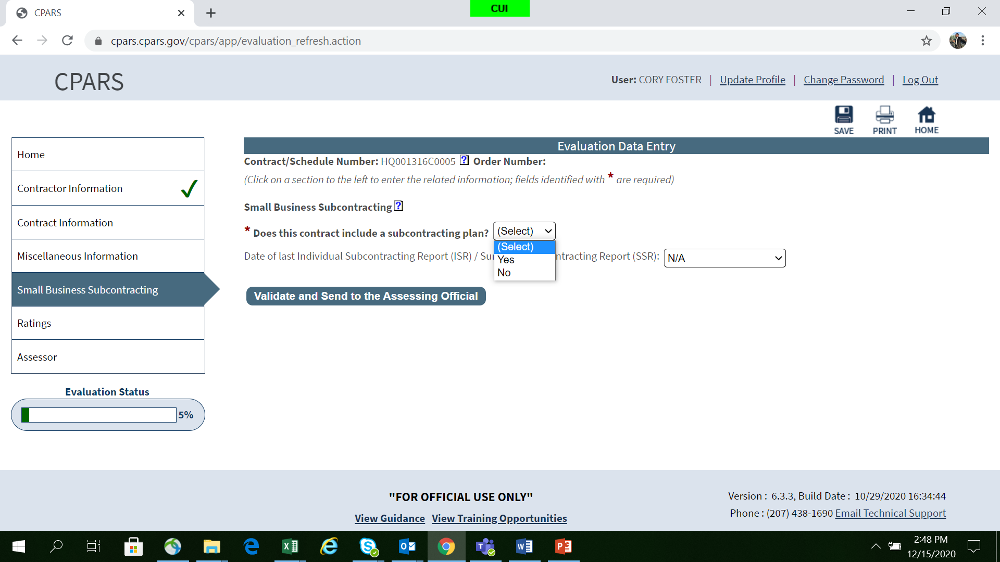 CPARS
CUI
cpars.cpars.gov/cpars/app/evaluation_refresh.action
CPARS
User: CORY FOSTER | Update Profile | Change Password | Log Out
SAVE PRINT HOME
Home
Contractor Information
Contract Information
Miscellaneous Information
Small Business Subcontracting
Ratings
Assessor
Evaluation Status
5%
Evaluation Data Entry
Contract/Schedule Number: HQ001316C0005 ? Order Number:
(Click on a section to the left to enter the related information; fields identified with * are required)
Small Business Subcontracting ?
* Does this contract include a subcontracting plan? (Select)
(Select)
Yes
No
Date of last Individual Subcontracting Report (ISR) / Su ntracting Report (SSR): N/A
Validate and Send to the Assessing Official
"FOR OFFICIAL USE ONLY"
View Guidance View Training Opportunities
Version : 6.3.3, Build Date : 10/29/2020 16:34:44
Phone : (207) 438-1690 Email Technical Support
2:48 PM
12/15/2020